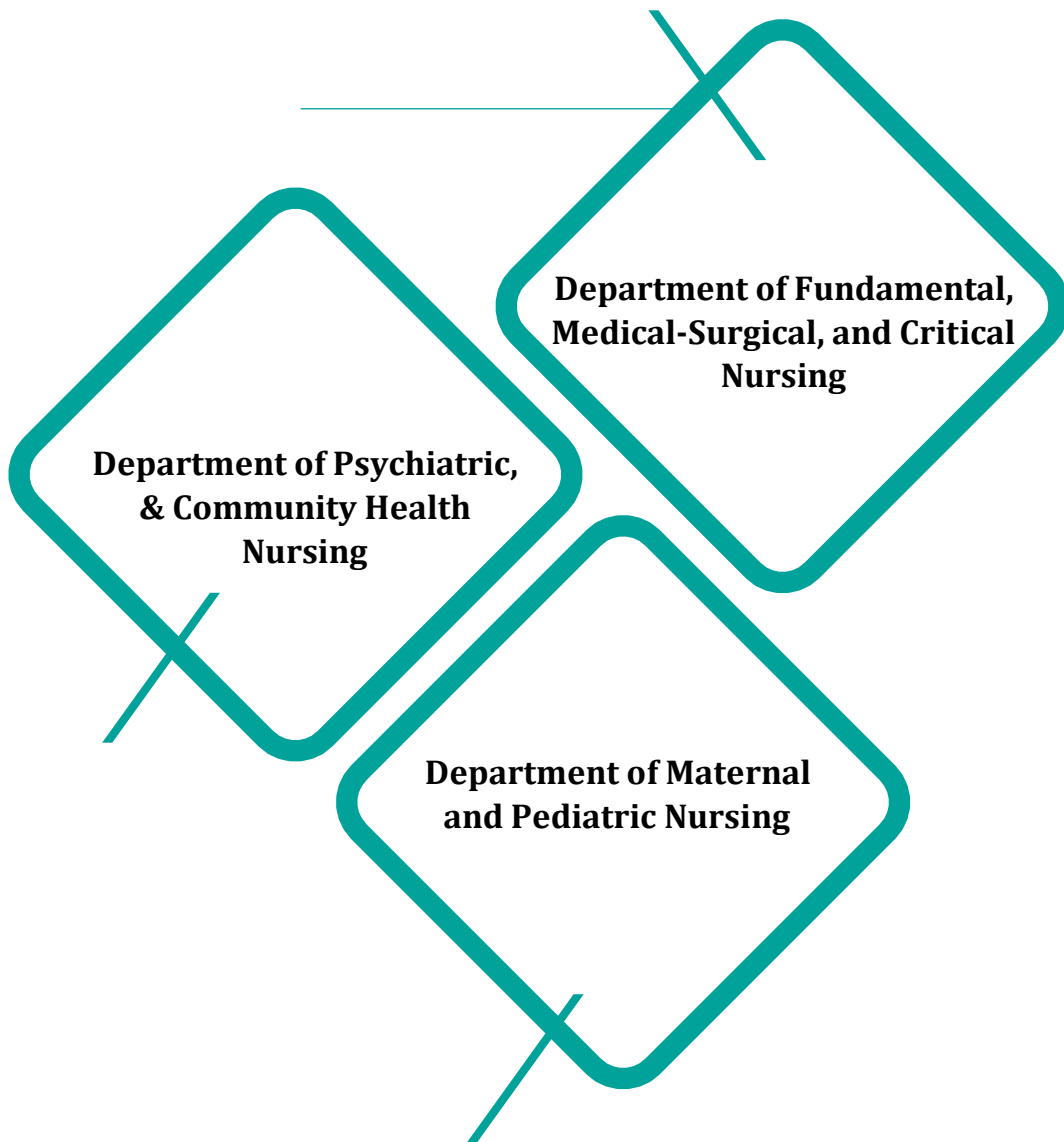 Department of Fundamental,
Medical-Surgical, and Critical
Nursing
Department of Psychiatric,
& Community Health
Nursing
Department of Maternal
and Pediatric Nursing